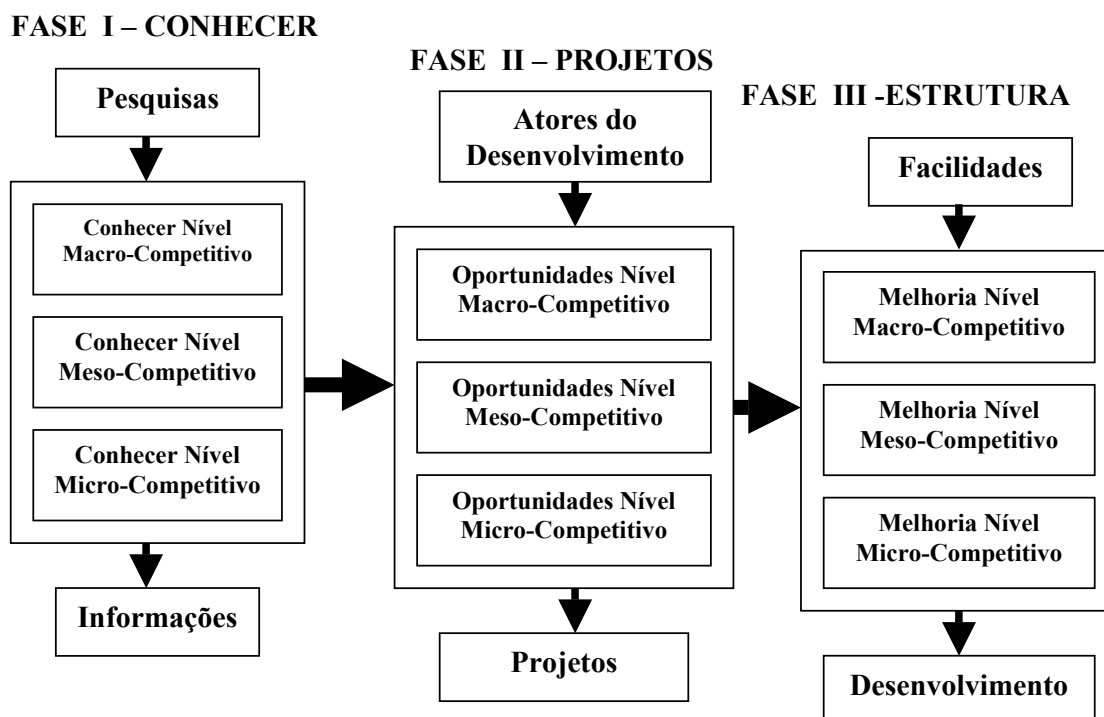 FASE I – CONHECER
Pesquisas
Conhecer Nível
Macro-Competitivo
Conhecer Nível
Meso-Competitivo
Conhecer Nível
Micro-Competitivo
Informações
FASE II – PROJETOS
Atores do
Desenvolvimento
Oportunidades Nível
Macro-Competitivo
Oportunidades Nível
Meso-Competitivo
Oportunidades Nível
Micro-Competitivo
Projetos
FASE III -ESTRUTURA
Facilidades
Melhoria Nível
Macro-Competitivo
Melhoria Nível
Meso-Competitivo
Melhoria Nível
Micro-Competitivo
Desenvolvimento